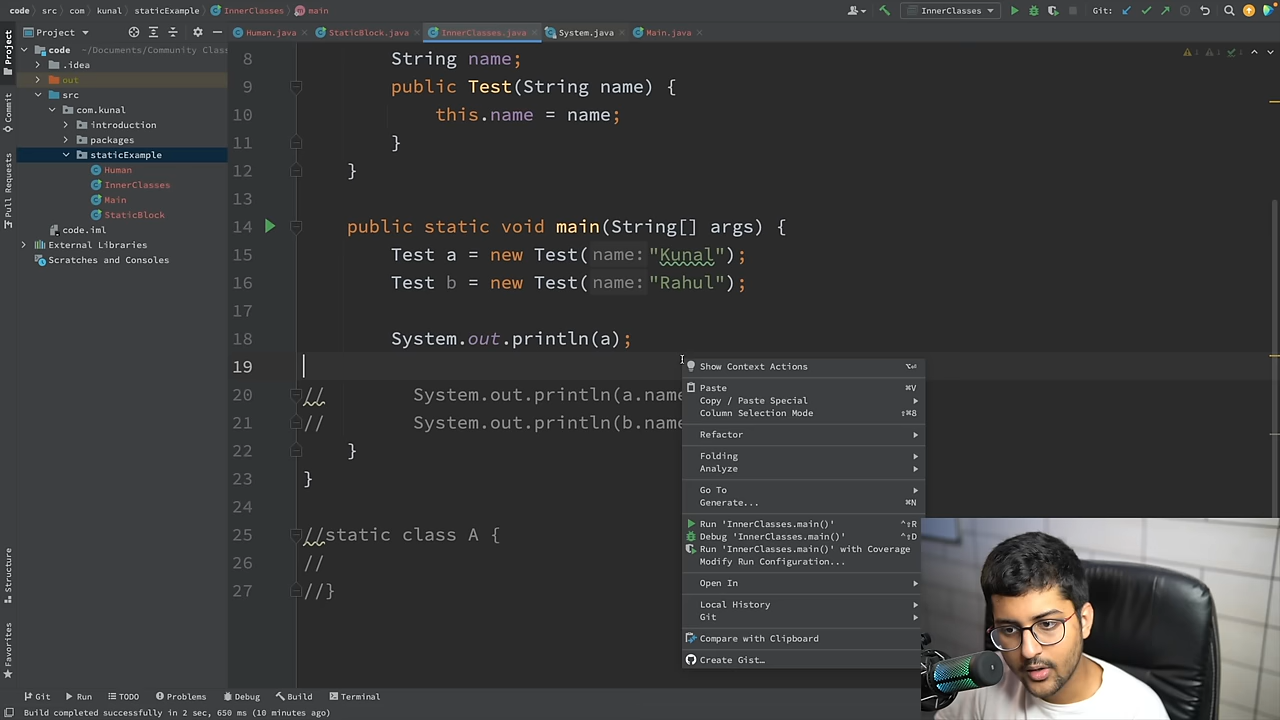 code src com kunal staticExample InnerClasses main InnerClasses Git:
Project Human.java StaticBlock.java InnerClasses.java System.java Main.java
code ~/Documents/Community Clas
.idea
out
src
com.kunal
introduction
packages
staticExample
Human
InnerClasses
Main
StaticBlock
code.iml
External Libraries
Scratches and Consoles
Project
Commit
Pull Requests
Structure
Favorites
8 String name;
9 public Test(String name) {
10 this.name = name;
11 }
12 }
13
14 public static void main(String[] args) {
15 Test a = new Test( name: "Kunal");
16 Test b = new Test( name: "Rahul");
17
18 System.out.println(a);
19
20 // System.out.println(a.name
21 // System.out.println(b.name
22 }
23 }
24
25 //static class A {
26 //
27 //}
Show Context Actions ⌥⏎
Paste ⌘V
Copy / Paste Special
Column Selection Mode ⇧⌘8
Refactor
Folding
Analyze
Go To
Generate... ⌘N
Run 'InnerClasses.main()' ⌃⇧R
Debug 'InnerClasses.main()' ⌃⇧D
Run 'InnerClasses.main()' with Coverage
Modify Run Configuration...
Open In
Local History
Git
Compare with Clipboard
Create Gist...
Git Run TODO Problems Debug Build Terminal
Build completed successfully in 2 sec, 650 ms (10 minutes ago)